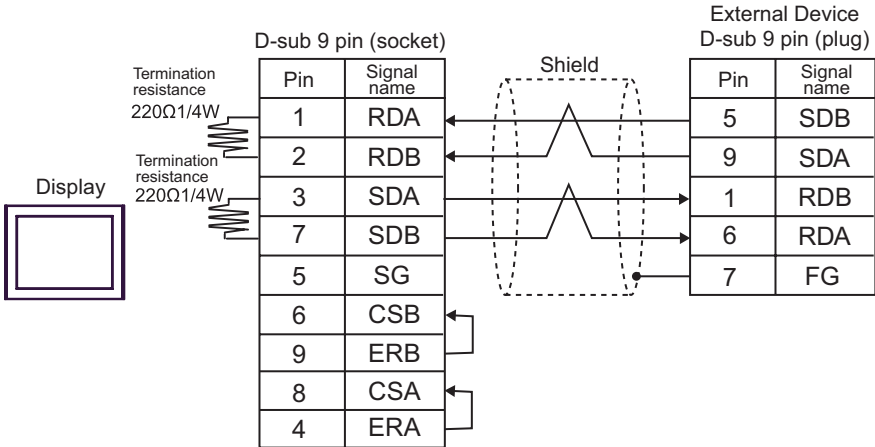 External Device
D-sub 9 pin (socket)
D-sub 9 pin (plug)
Termination
resistance
220Ω1/4W
Termination
resistance
220Ω1/4W
Display
Shield
Pin Signal name
1 RDA
2 RDB
3 SDA
7 SDB
5 SG
6 CSB
9 ERB
8 CSA
4 ERA
Pin Signal name
5 SDB
9 SDA
1 RDB
6 RDA
7 FG